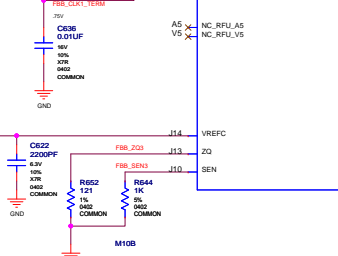 FBB_CLK1_TERM
.75V
C636
0.01UF
16V
10%
X7R
0402
COMMON
GND
A5
NC_RFU_A5
V5
NC_RFU_V5
J14
VREFC
C622
2200PF
6.3V
10%
X7R
0402
COMMON
GND
FBB_ZQ3
J13
ZQ
FBB_SEN3
J10
SEN
R652
121
1%
0402
COMMON
R644
1K
5%
0402
COMMON
M10B